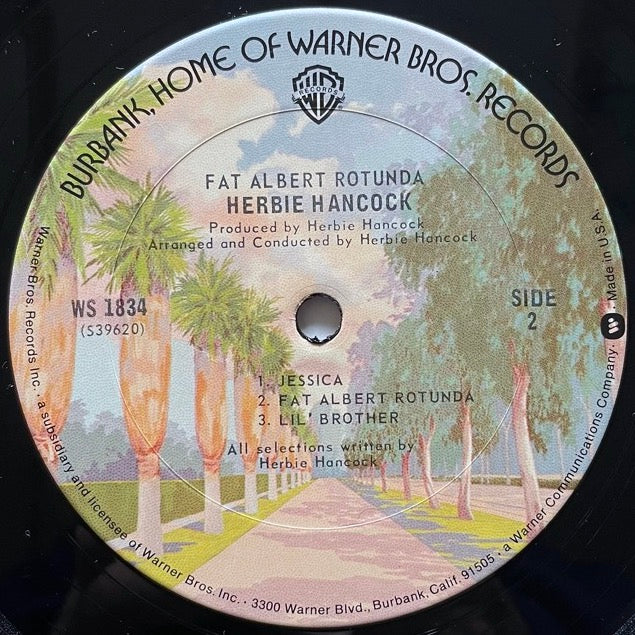 BURBANK, HOME OF WARNER BROS. RECORDS
WB
RECORDS
FAT ALBERT ROTUNDA
HERBIE HANCOCK
Produced by Herbie Hancock
Arranged and Conducted by Herbie Hancock
WS 1834
(S39620)
SIDE
2
1. JESSICA
2. FAT ALBERT ROTUNDA
3. LIL' BROTHER
All selections written by
Herbie Hancock
Warner Bros. Records Inc. • a subsidiary and licensee of Warner Bros. Inc. • 3300 Warner Blvd., Burbank, Calif. 91505 • a Warner Communications Company. • Made in U.S.A.